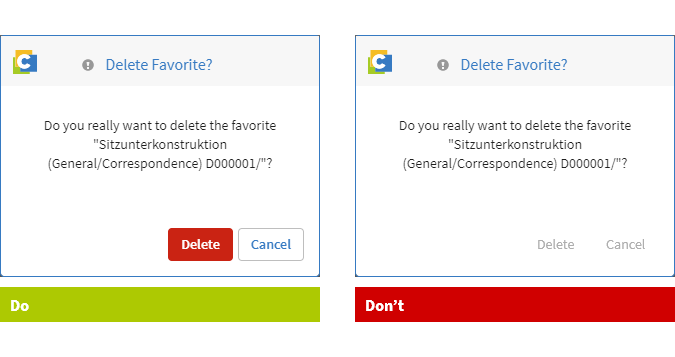 C
Delete Favorite?
Do you really want to delete the favorite
"Sitzunterkonstruktion
(General/Correspondence) D000001/"?
Delete
Cancel
Do
C
Delete Favorite?
Do you really want to delete the favorite
"Sitzunterkonstruktion
(General/Correspondence) D000001/"?
Delete
Cancel
Don't